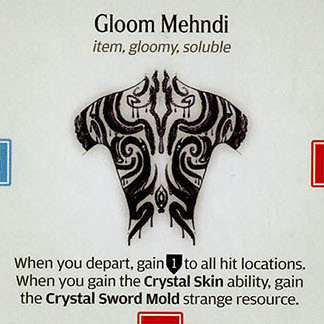 Gloom Mehndi
item, gloomy, soluble
When you depart, gain 1 to all hit locations.
When you gain the Crystal Skin ability, gain
the Crystal Sword Mold strange resource.